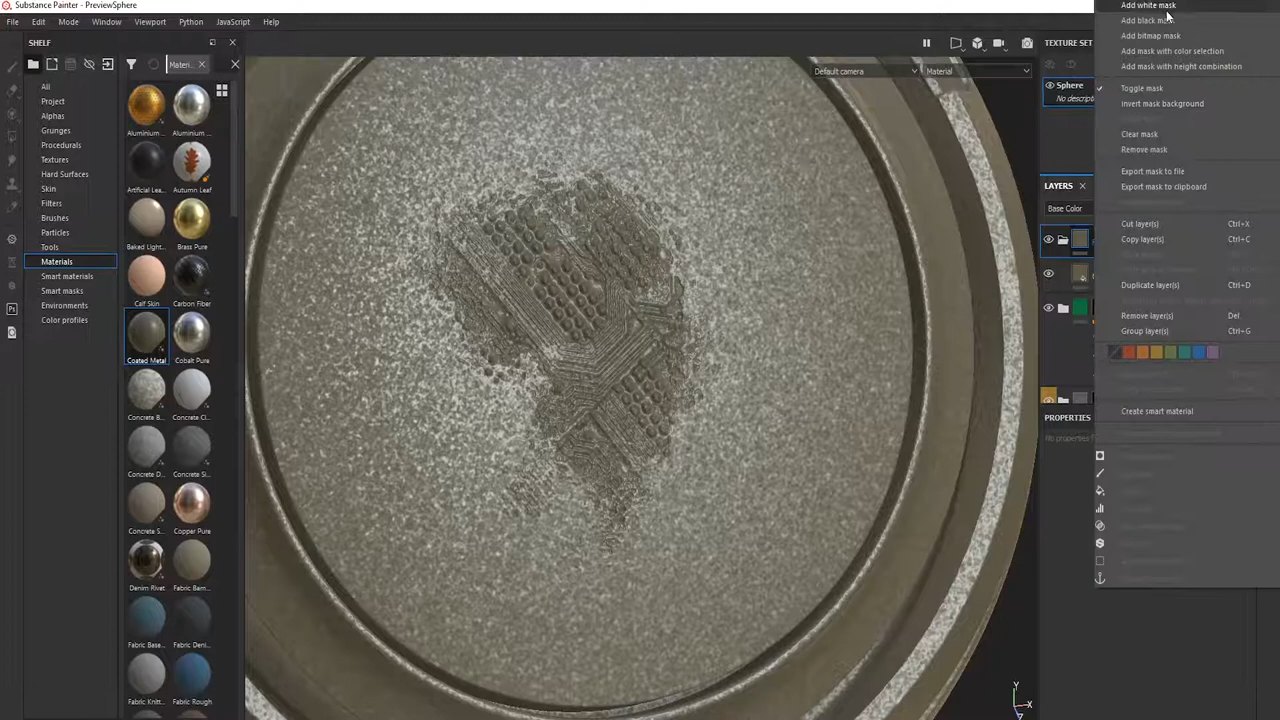 Substance Painter - PreviewSphere
File Edit Mode Window Viewport Python JavaScript Help
SHELF
Materi...
All
Project
Alphas
Grunges
Procedurals
Textures
Hard Surfaces
Skin
Filters
Brushes
Particles
Tools
Materials
Smart materials
Smart masks
Environments
Color profiles
Aluminium ... Aluminium ...
Artificial Lea... Autumn Leaf
Baked Light... Brass Pure
Calf Skin Carbon Fiber
Coated Metal Cobalt Pure
Concrete B... Concrete Cl...
Concrete D... Concrete Si...
Concrete S... Copper Pure
Denim Rivet Fabric Bam...
Fabric Base... Fabric Deni...
Fabric Knitt... Fabric Rough
Default camera
Material
Y
X
Z
TEXTURE SET
Sphere
No descript
LAYERS
Base Color
PROPERTIES
Add white mask
Add black mask
Add bitmap mask
Add mask with color selection
Add mask with height combination
Toggle mask
Invert mask background
Clear mask
Remove mask
Export mask to file
Export mask to clipboard
Cut layer(s) Ctrl+X
Copy layer(s) Ctrl+C
Duplicate layer(s) Ctrl+D
Remove layer(s) Del
Group layer(s) Ctrl+G
Create smart material